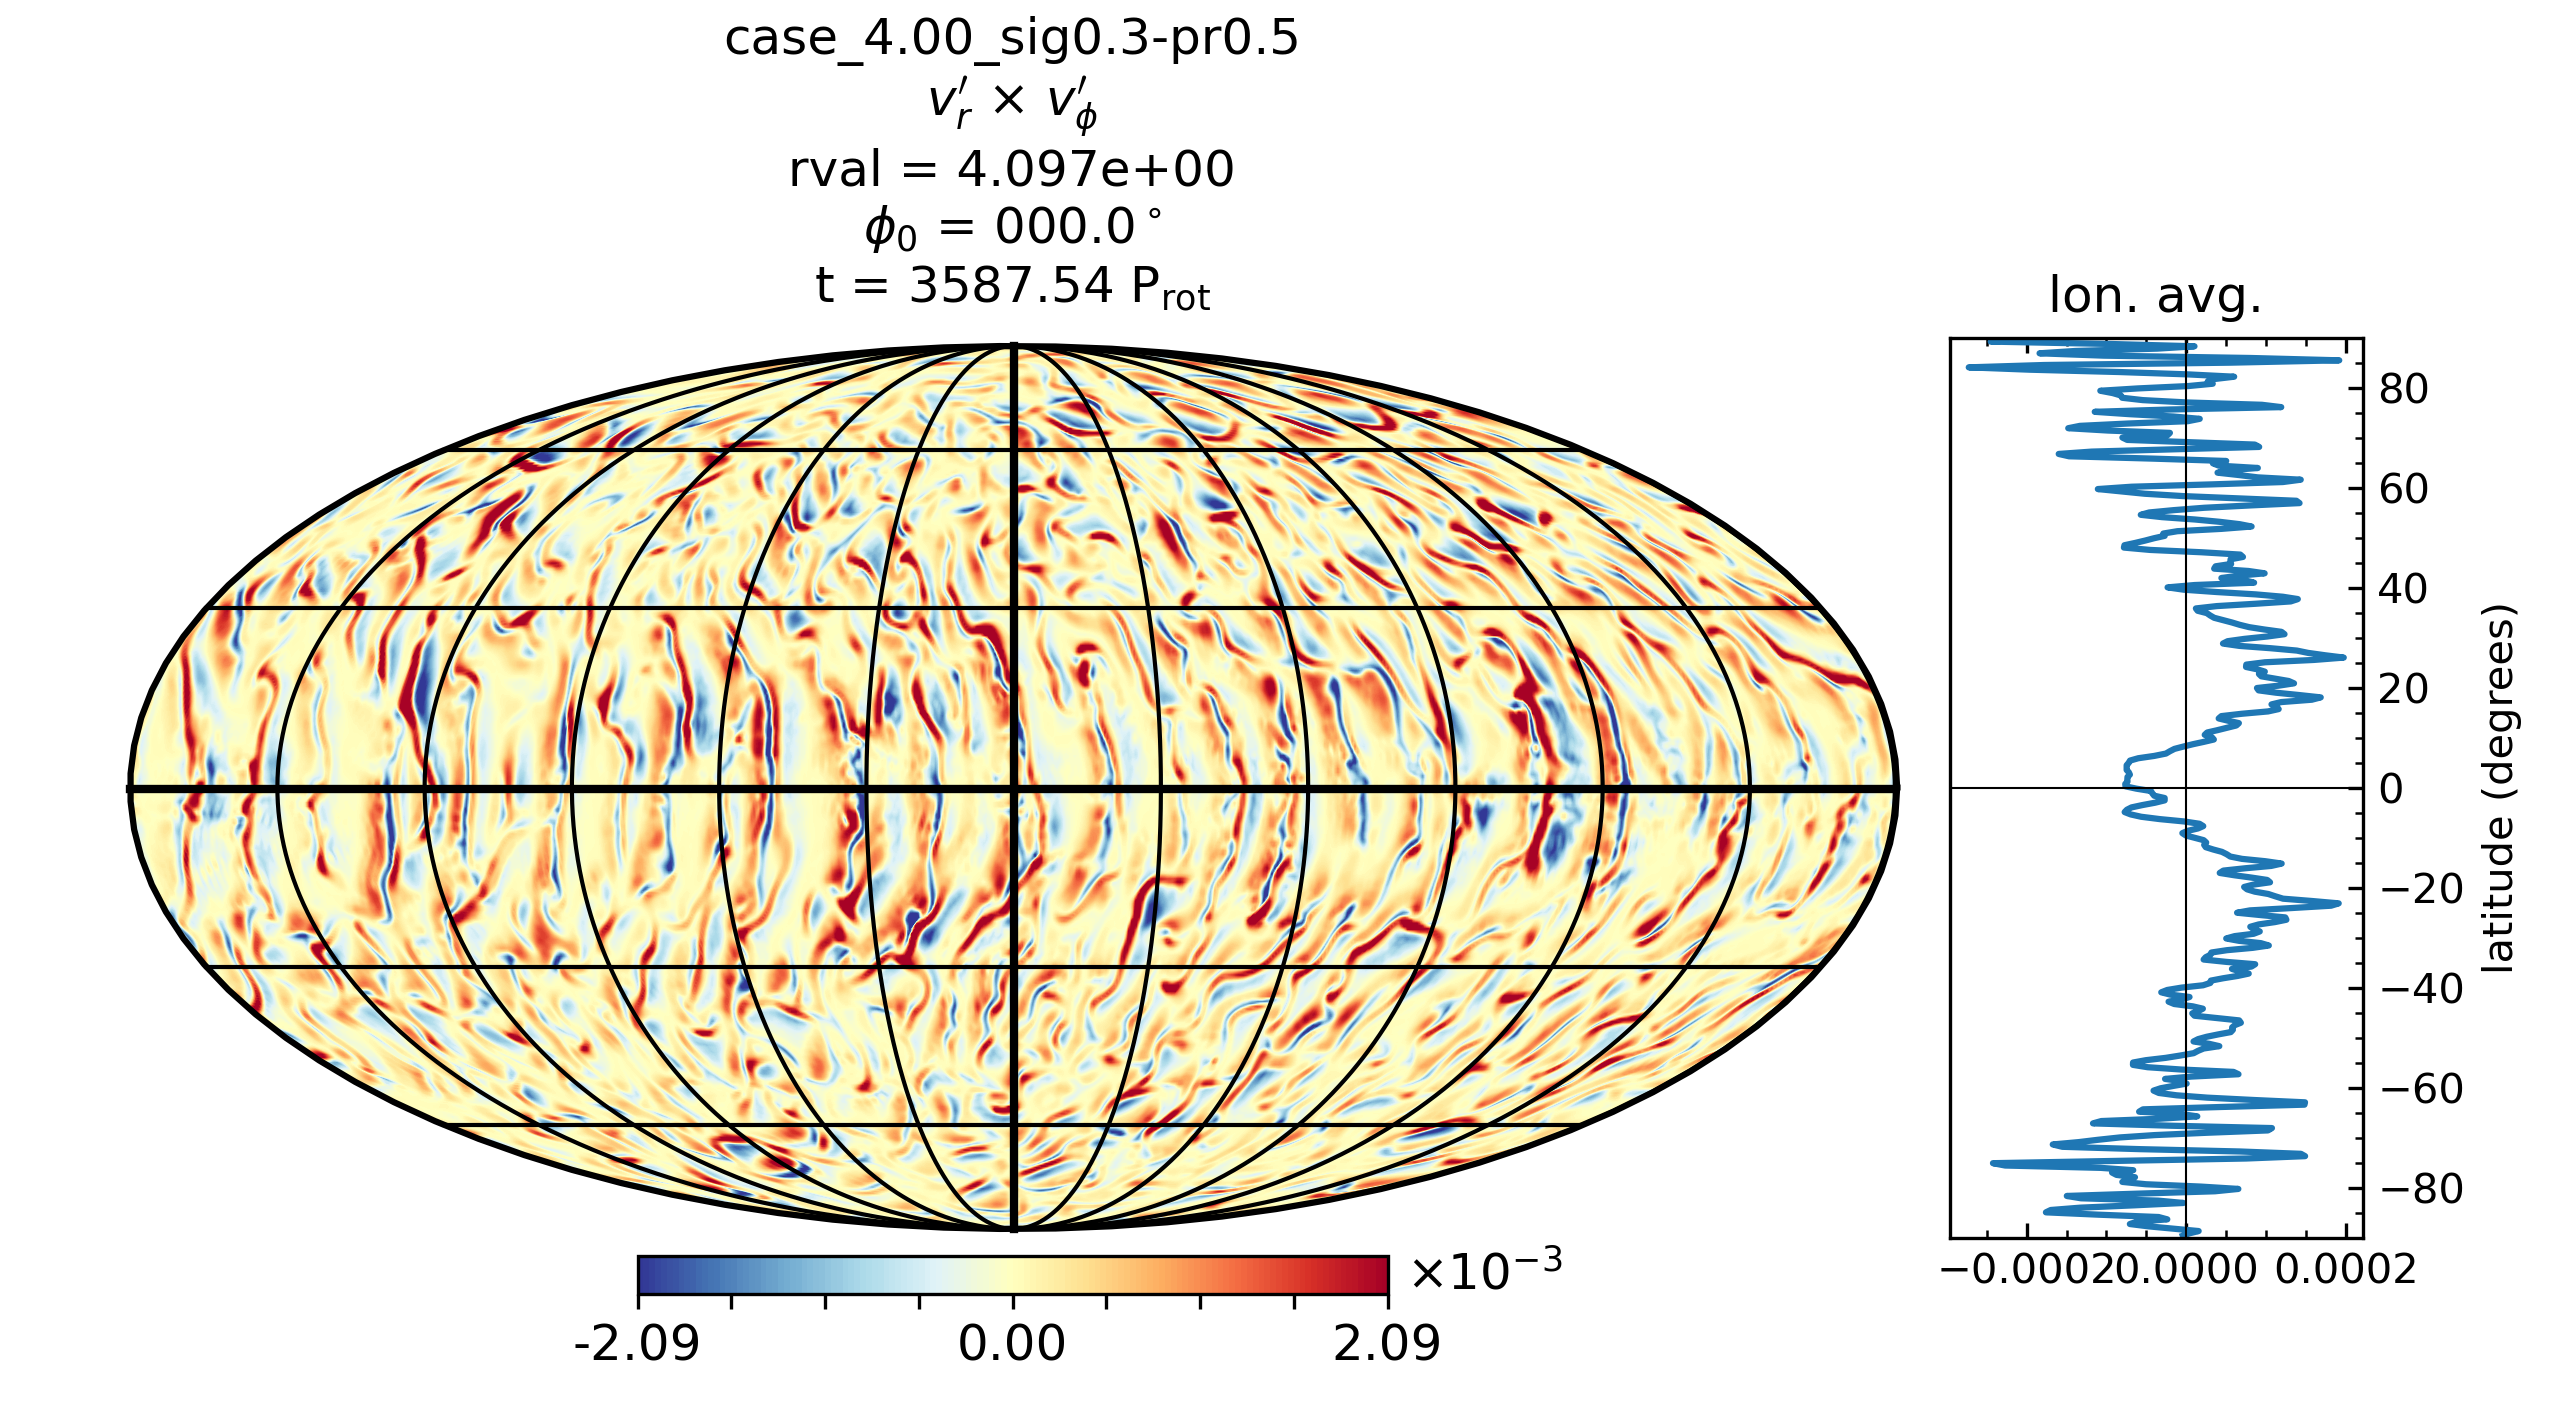 case_4.00_sig0.3-pr0.5
v′r × v′ϕ
rval = 4.097e+00
ϕ0 = 000.0°
t = 3587.54 Prot
lon. avg.
80
60
40
20
0
−20
−40
−60
−80
latitude (degrees)
−0.0002 0.0000 0.0002
×10−3
-2.09 0.00 2.09